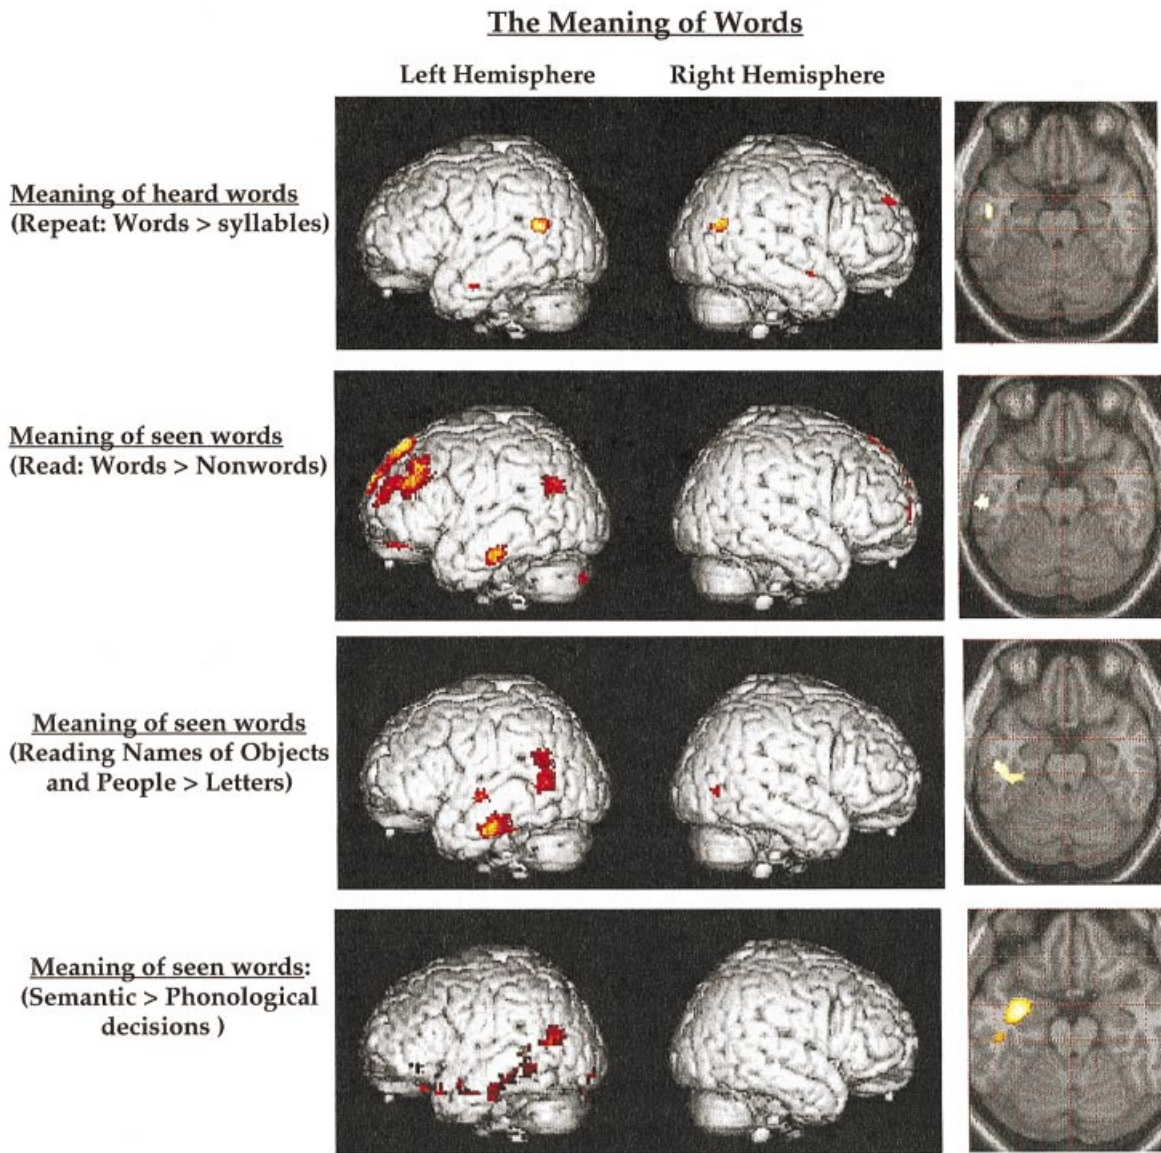 The Meaning of Words
Left Hemisphere
Right Hemisphere
Meaning of heard words
(Repeat: Words > syllables)
Meaning of seen words
(Read: Words > Nonwords)
Meaning of seen words
(Reading Names of Objects
and People > Letters)
Meaning of seen words:
(Semantic > Phonological
decisions )